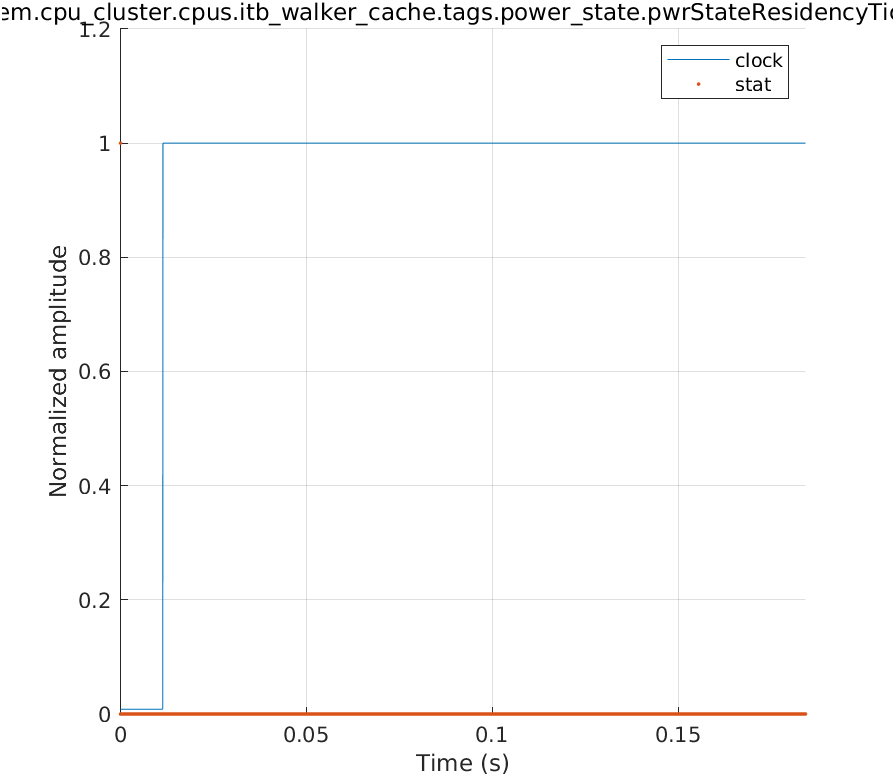 em.cpu_cluster.cpus.itb_walker_cache.tags.power_state.pwrStateResidencyTic
1.2
clock
stat
1
0.8
0.6
0.4
0.2
0
Normalized amplitude
0 0.05 0.1 0.15
Time (s)